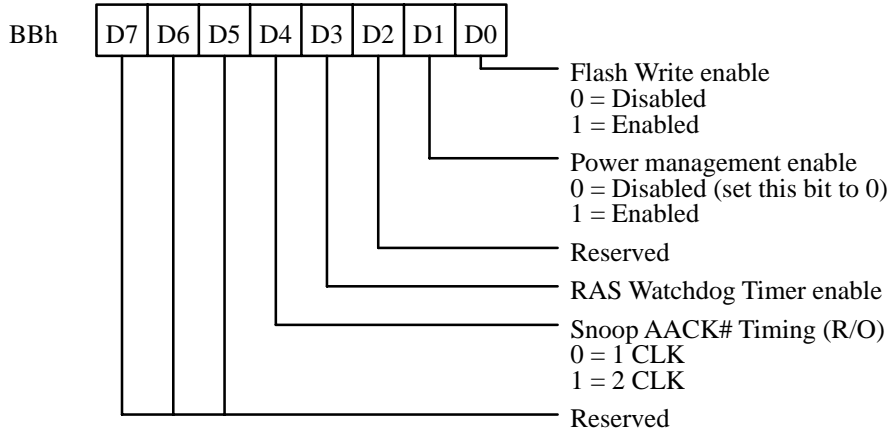 BBh D7 D6 D5 D4 D3 D2 D1 D0
Flash Write enable
0 = Disabled
1 = Enabled
Power management enable
0 = Disabled (set this bit to 0)
1 = Enabled
Reserved
RAS Watchdog Timer enable
Snoop AACK# Timing (R/O)
0 = 1 CLK
1 = 2 CLK
Reserved